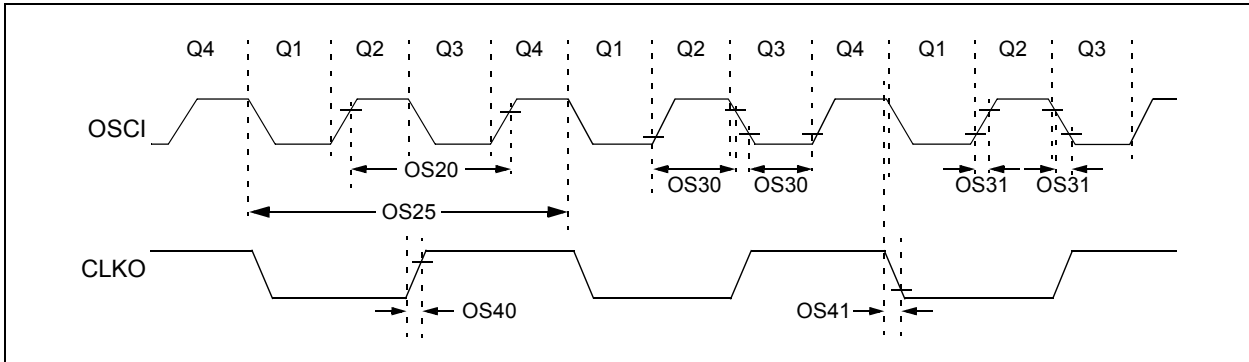 Q4 Q1 Q2 Q3 Q4 Q1 Q2 Q3 Q4 Q1 Q2 Q3
OSCI
OS20
OS30 OS30
OS31 OS31
OS25
CLKO
OS40
OS41